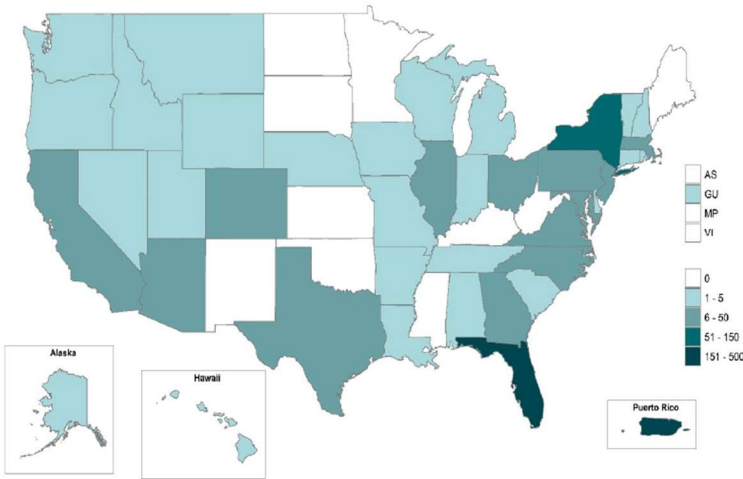 AS
GU
MP
VI
0
1 - 5
6 - 50
51 - 150
151 - 500
Alaska
Hawaii
Puerto Rico